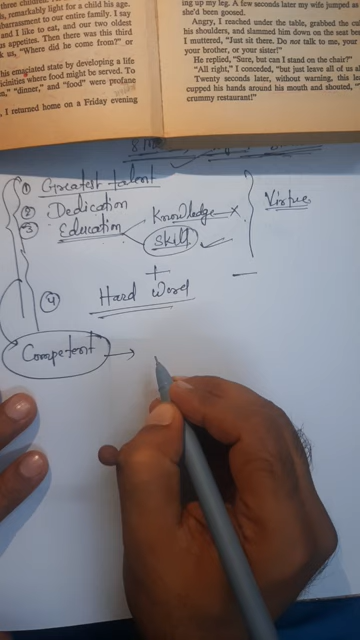 three children.
h, remarkably light for a child his age.
barrassment to our entire family. I say
, and I like to eat, and our two oldest
us appetites. Then there was this third
k us, "Where did he come from?" or
his emaciated state by developing a life
icinities where food might be served. To
" "dinner," and "food" were profane
, I returned home on a Friday evening
ing up my leg. A few seconds later my wife jumped as
she'd been goosed.
Angry, I reached under the table, grabbed the
his shoulders, and slammed him down on the seat
I muttered, "Just sit there. Do not talk to me, your
your brother, or your sister!"
He replied, "Sure, but can I stand on the chair?"
"All right," I conceded, "but just leave all of us
Twenty seconds later, without warning, this
cupped his hands around his mouth and shouted,
crummy restaurant!"
① Greatest talent
② Dedication
③ Education
Knowledge ×
Skill ✓
Virtue
+
④ Hard Word
Competent →